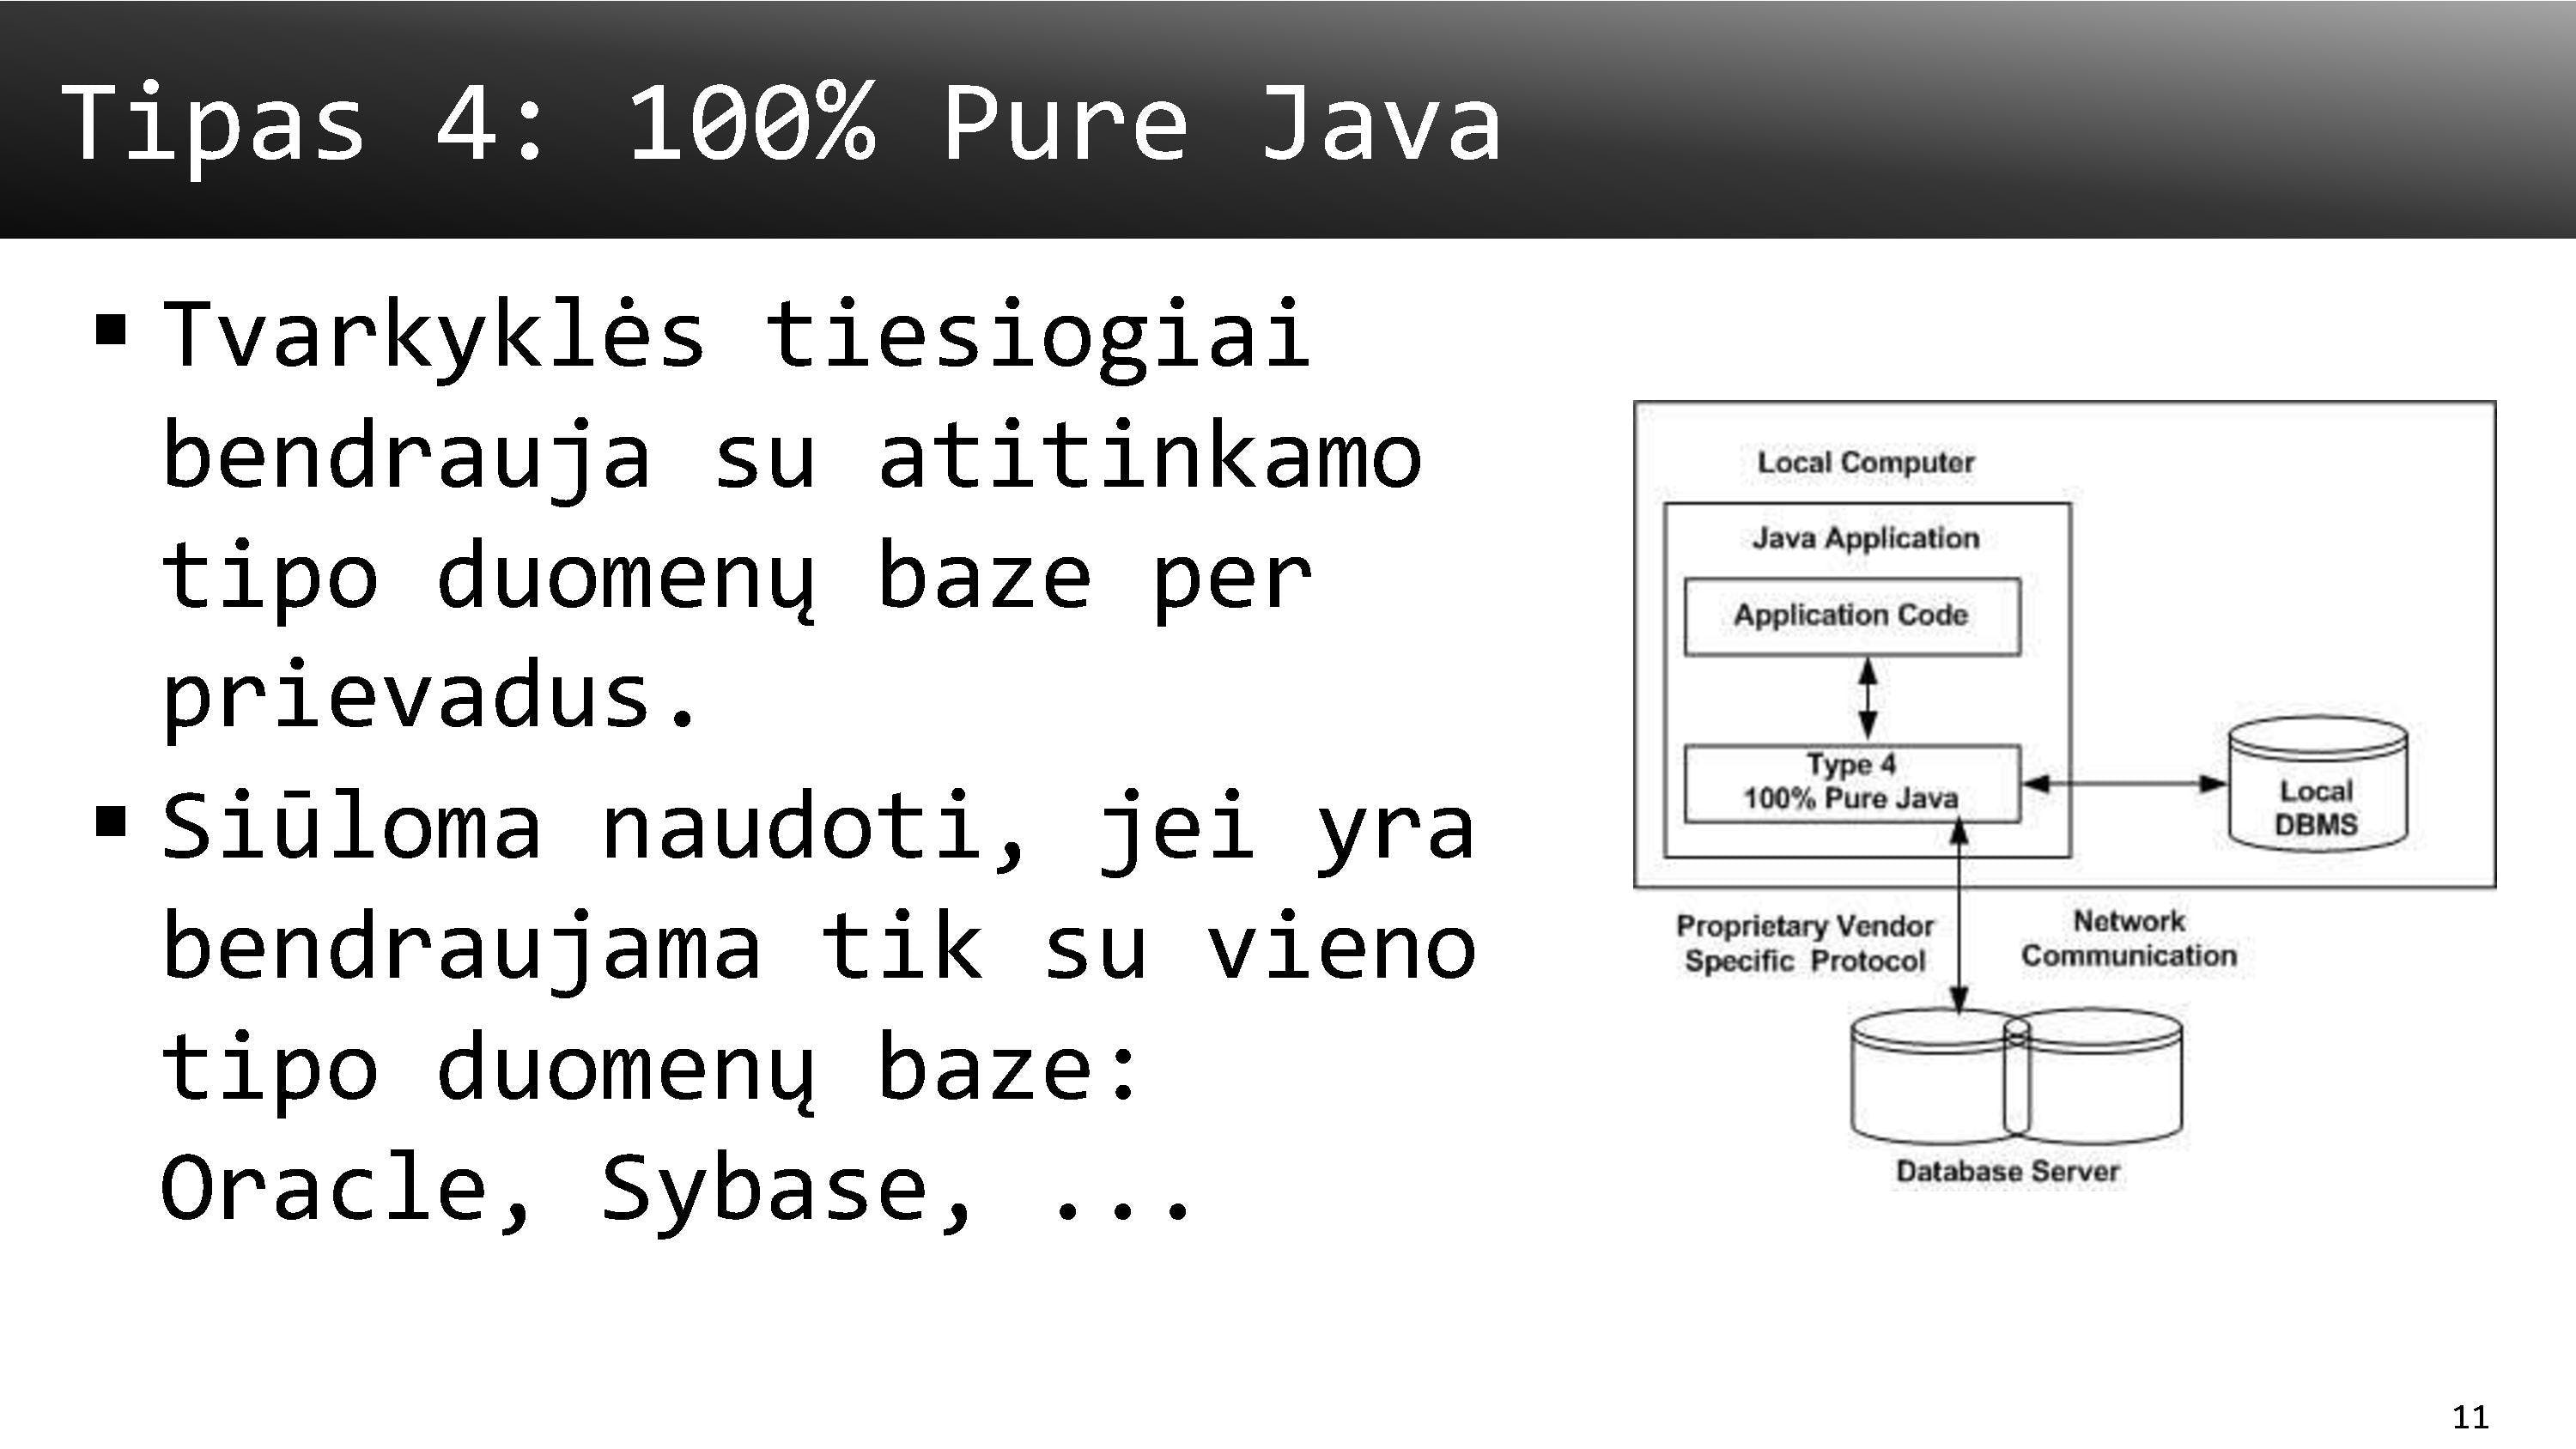 Tipas 4: 100% Pure Java
▪ Tvarkyklės tiesiogiai
bendrauja su atitinkamo
tipo duomenų baze per
prievadus.
▪ Siūloma naudoti, jei yra
bendraujama tik su vieno
tipo duomenų baze:
Oracle, Sybase, ...
Local Computer
Java Application
Application Code
Type 4
100% Pure Java
Local
DBMS
Proprietary Vendor
Specific Protocol
Network
Communication
Database Server
11